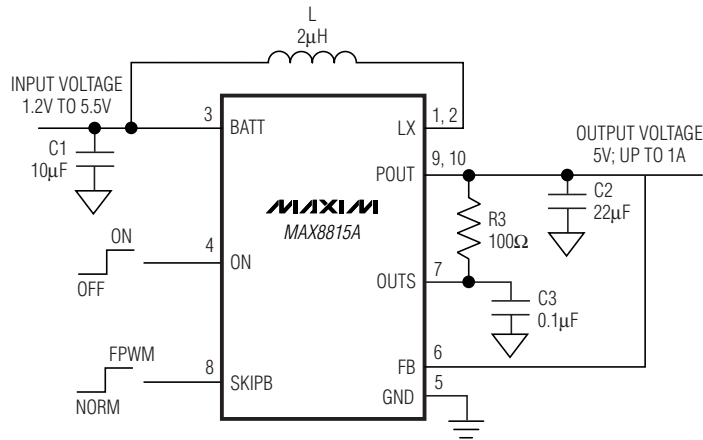 L
2µH
INPUT VOLTAGE
1.2V TO 5.5V
3
BATT
1, 2
LX
C1
10µF
OUTPUT VOLTAGE
5V; UP TO 1A
9, 10
POUT
C2
22µF
R3
100Ω
MAXIM
MAX8815A
ON
OFF
4
ON
7
OUTS
C3
0.1µF
FPWM
NORM
8
SKIPB
6
FB
5
GND